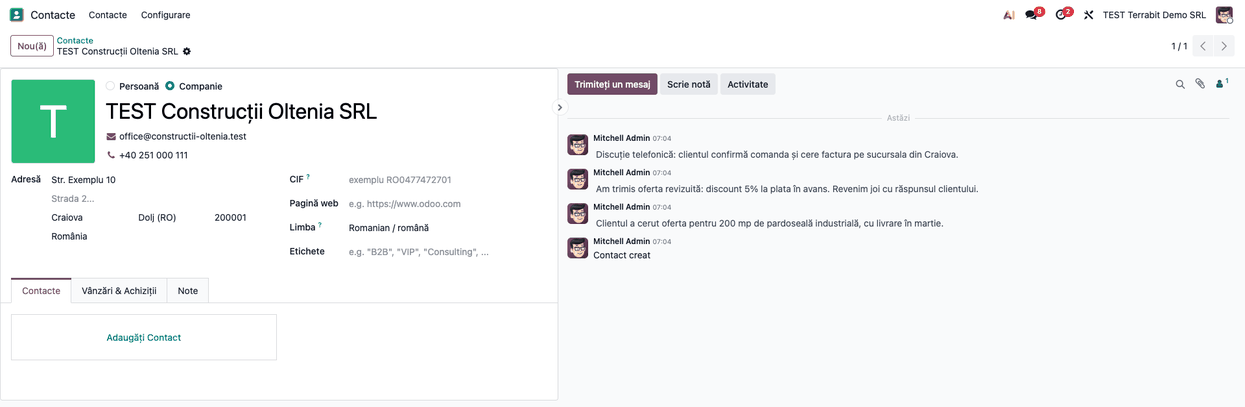 Contacte Contacte Configurare
AI 8 2 TEST Terrabit Demo SRL
Nou(ă) Contacte
TEST Construcții Oltenia SRL
1 / 1
T
Persoană Companie
TEST Construcții Oltenia SRL
office@constructii-oltenia.test
+40 251 000 111
Adresă Str. Exemplu 10
Strada 2...
Craiova Dolj (RO) 200001
România
CIF ? exemplu RO0477472701
Pagină web e.g. https://www.odoo.com
Limba ? Romanian / română
Etichete e.g. "B2B", "VIP", "Consulting", ...
Contacte Vânzări & Achiziții Note
Adaugăți Contact
Trimiteți un mesaj Scrie notă Activitate
1
Astăzi
Mitchell Admin 07:04
Discuție telefonică: clientul confirmă comanda și cere factura pe sucursala din Craiova.
Mitchell Admin 07:04
Am trimis oferta revizuită: discount 5% la plata în avans. Revenim joi cu răspunsul clientului.
Mitchell Admin 07:04
Clientul a cerut oferta pentru 200 mp de pardoseală industrială, cu livrare în martie.
Mitchell Admin 07:04
Contact creat